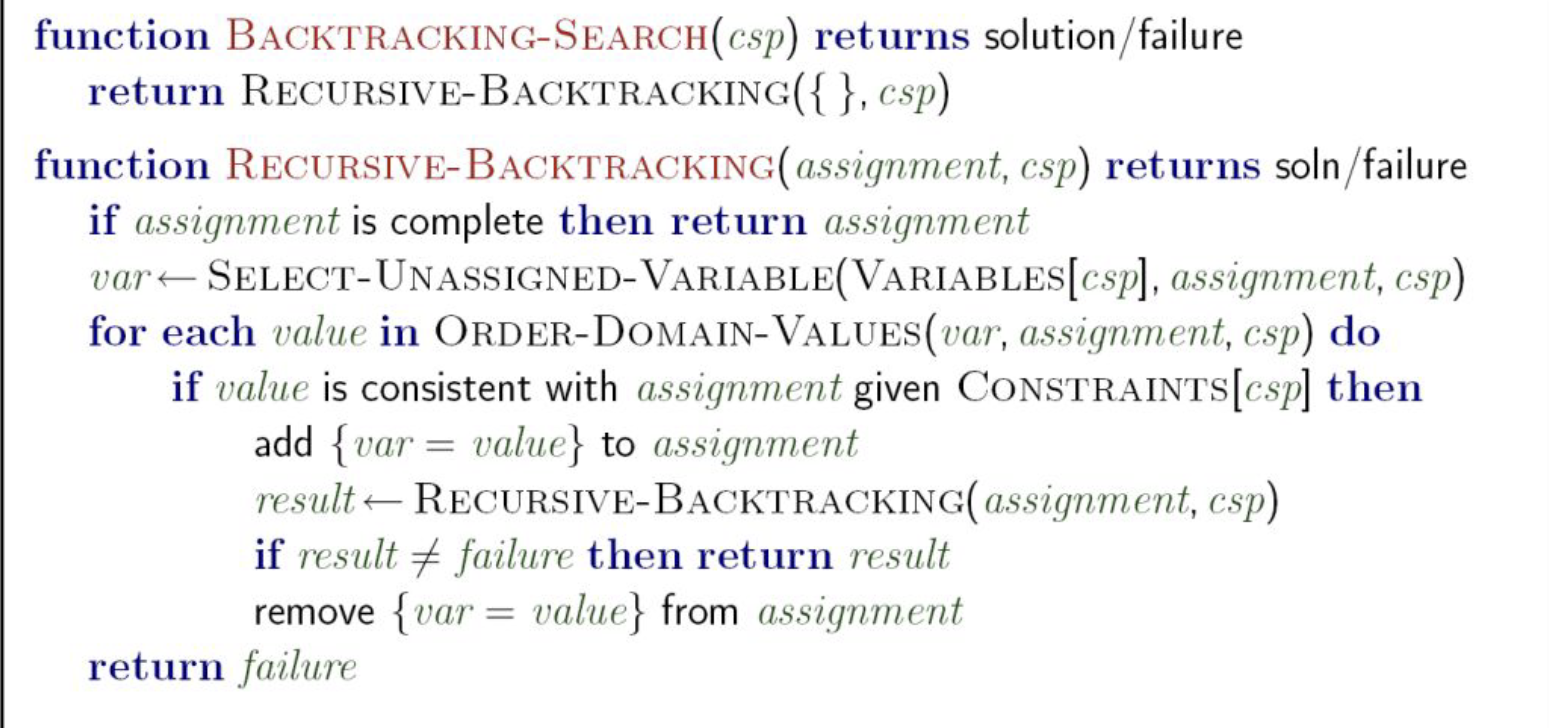 function BACKTRACKING-SEARCH(csp) returns solution/failure
return RECURSIVE-BACKTRACKING({ }, csp)
function RECURSIVE-BACKTRACKING(assignment, csp) returns soln/failure
if assignment is complete then return assignment
var ← SELECT-UNASSIGNED-VARIABLE(VARIABLES[csp], assignment, csp)
for each value in ORDER-DOMAIN-VALUES(var, assignment, csp) do
if value is consistent with assignment given CONSTRAINTS[csp] then
add {var = value} to assignment
result ← RECURSIVE-BACKTRACKING(assignment, csp)
if result ≠ failure then return result
remove {var = value} from assignment
return failure